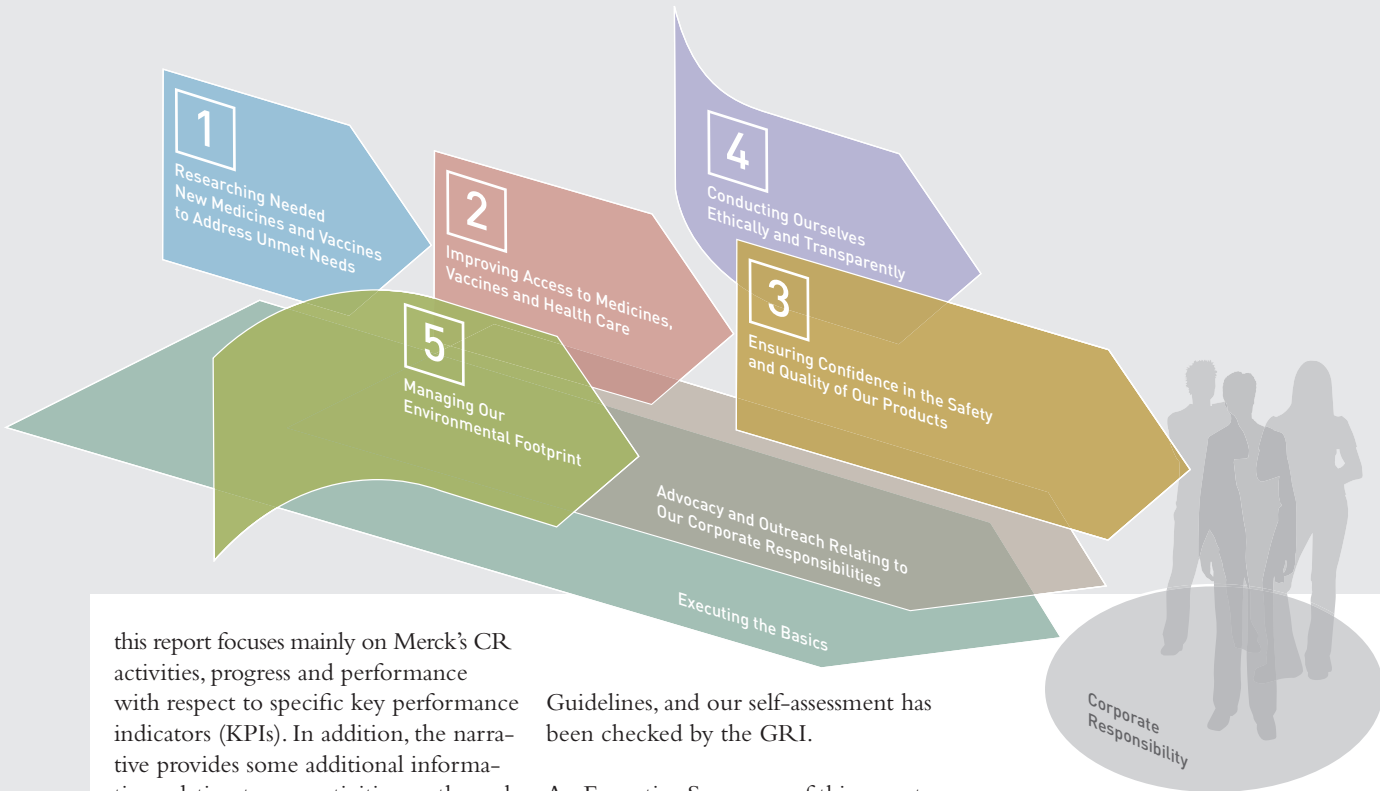 1
Researching Needed
New Medicines and Vaccines
to Address Unmet Needs
2
Improving Access to Medicines,
Vaccines and Health Care
4
Conducting Ourselves
Ethically and Transparently
3
Ensuring Confidence in the Safety
and Quality of Our Products
5
Managing Our
Environmental Footprint
Advocacy and Outreach Relating to
Our Corporate Responsibilities
Executing the Basics
Corporate
Responsibility
this report focuses mainly on Merck's CR
activities, progress and performance
with respect to specific key performance
indicators (KPIs). In addition, the narra-
tive provides some additional informa-
Guidelines, and our self-assessment has
been checked by the GRI.